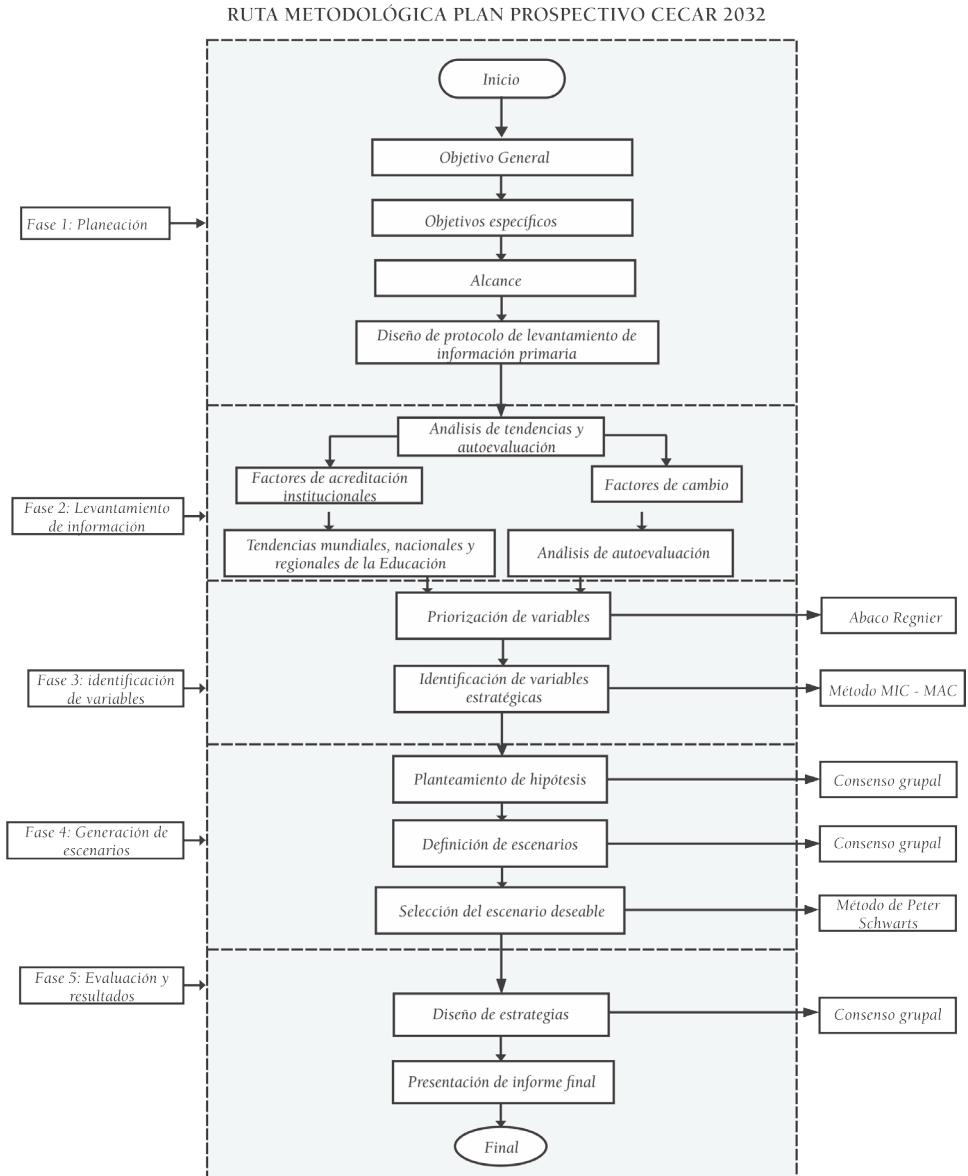 RUTA METODOLÓGICA PLAN PROSPECTIVO CECAR 2032
Inicio
Objetivo General
Fase 1: Planeación
Objetivos específicos
Alcance
Diseño de protocolo de levantamiento de
información primaria
Análisis de tendencias y
autoevaluación
Factores de acreditación
institucionales
Factores de cambio
Fase 2: Levantamiento
de información
Tendencias mundiales, nacionales y
regionales de la Educación
Análisis de autoevaluación
Priorización de variables
Abaco Regnier
Fase 3: identificación
de variables
Identificación de variables
estratégicas
Método MIC - MAC
Planteamiento de hipótesis
Consenso grupal
Fase 4: Generación de
escenarios
Definición de escenarios
Consenso grupal
Selección del escenario deseable
Método de Peter
Schwarts
Fase 5: Evaluación y
resultados
Diseño de estrategias
Consenso grupal
Presentación de informe final
Final